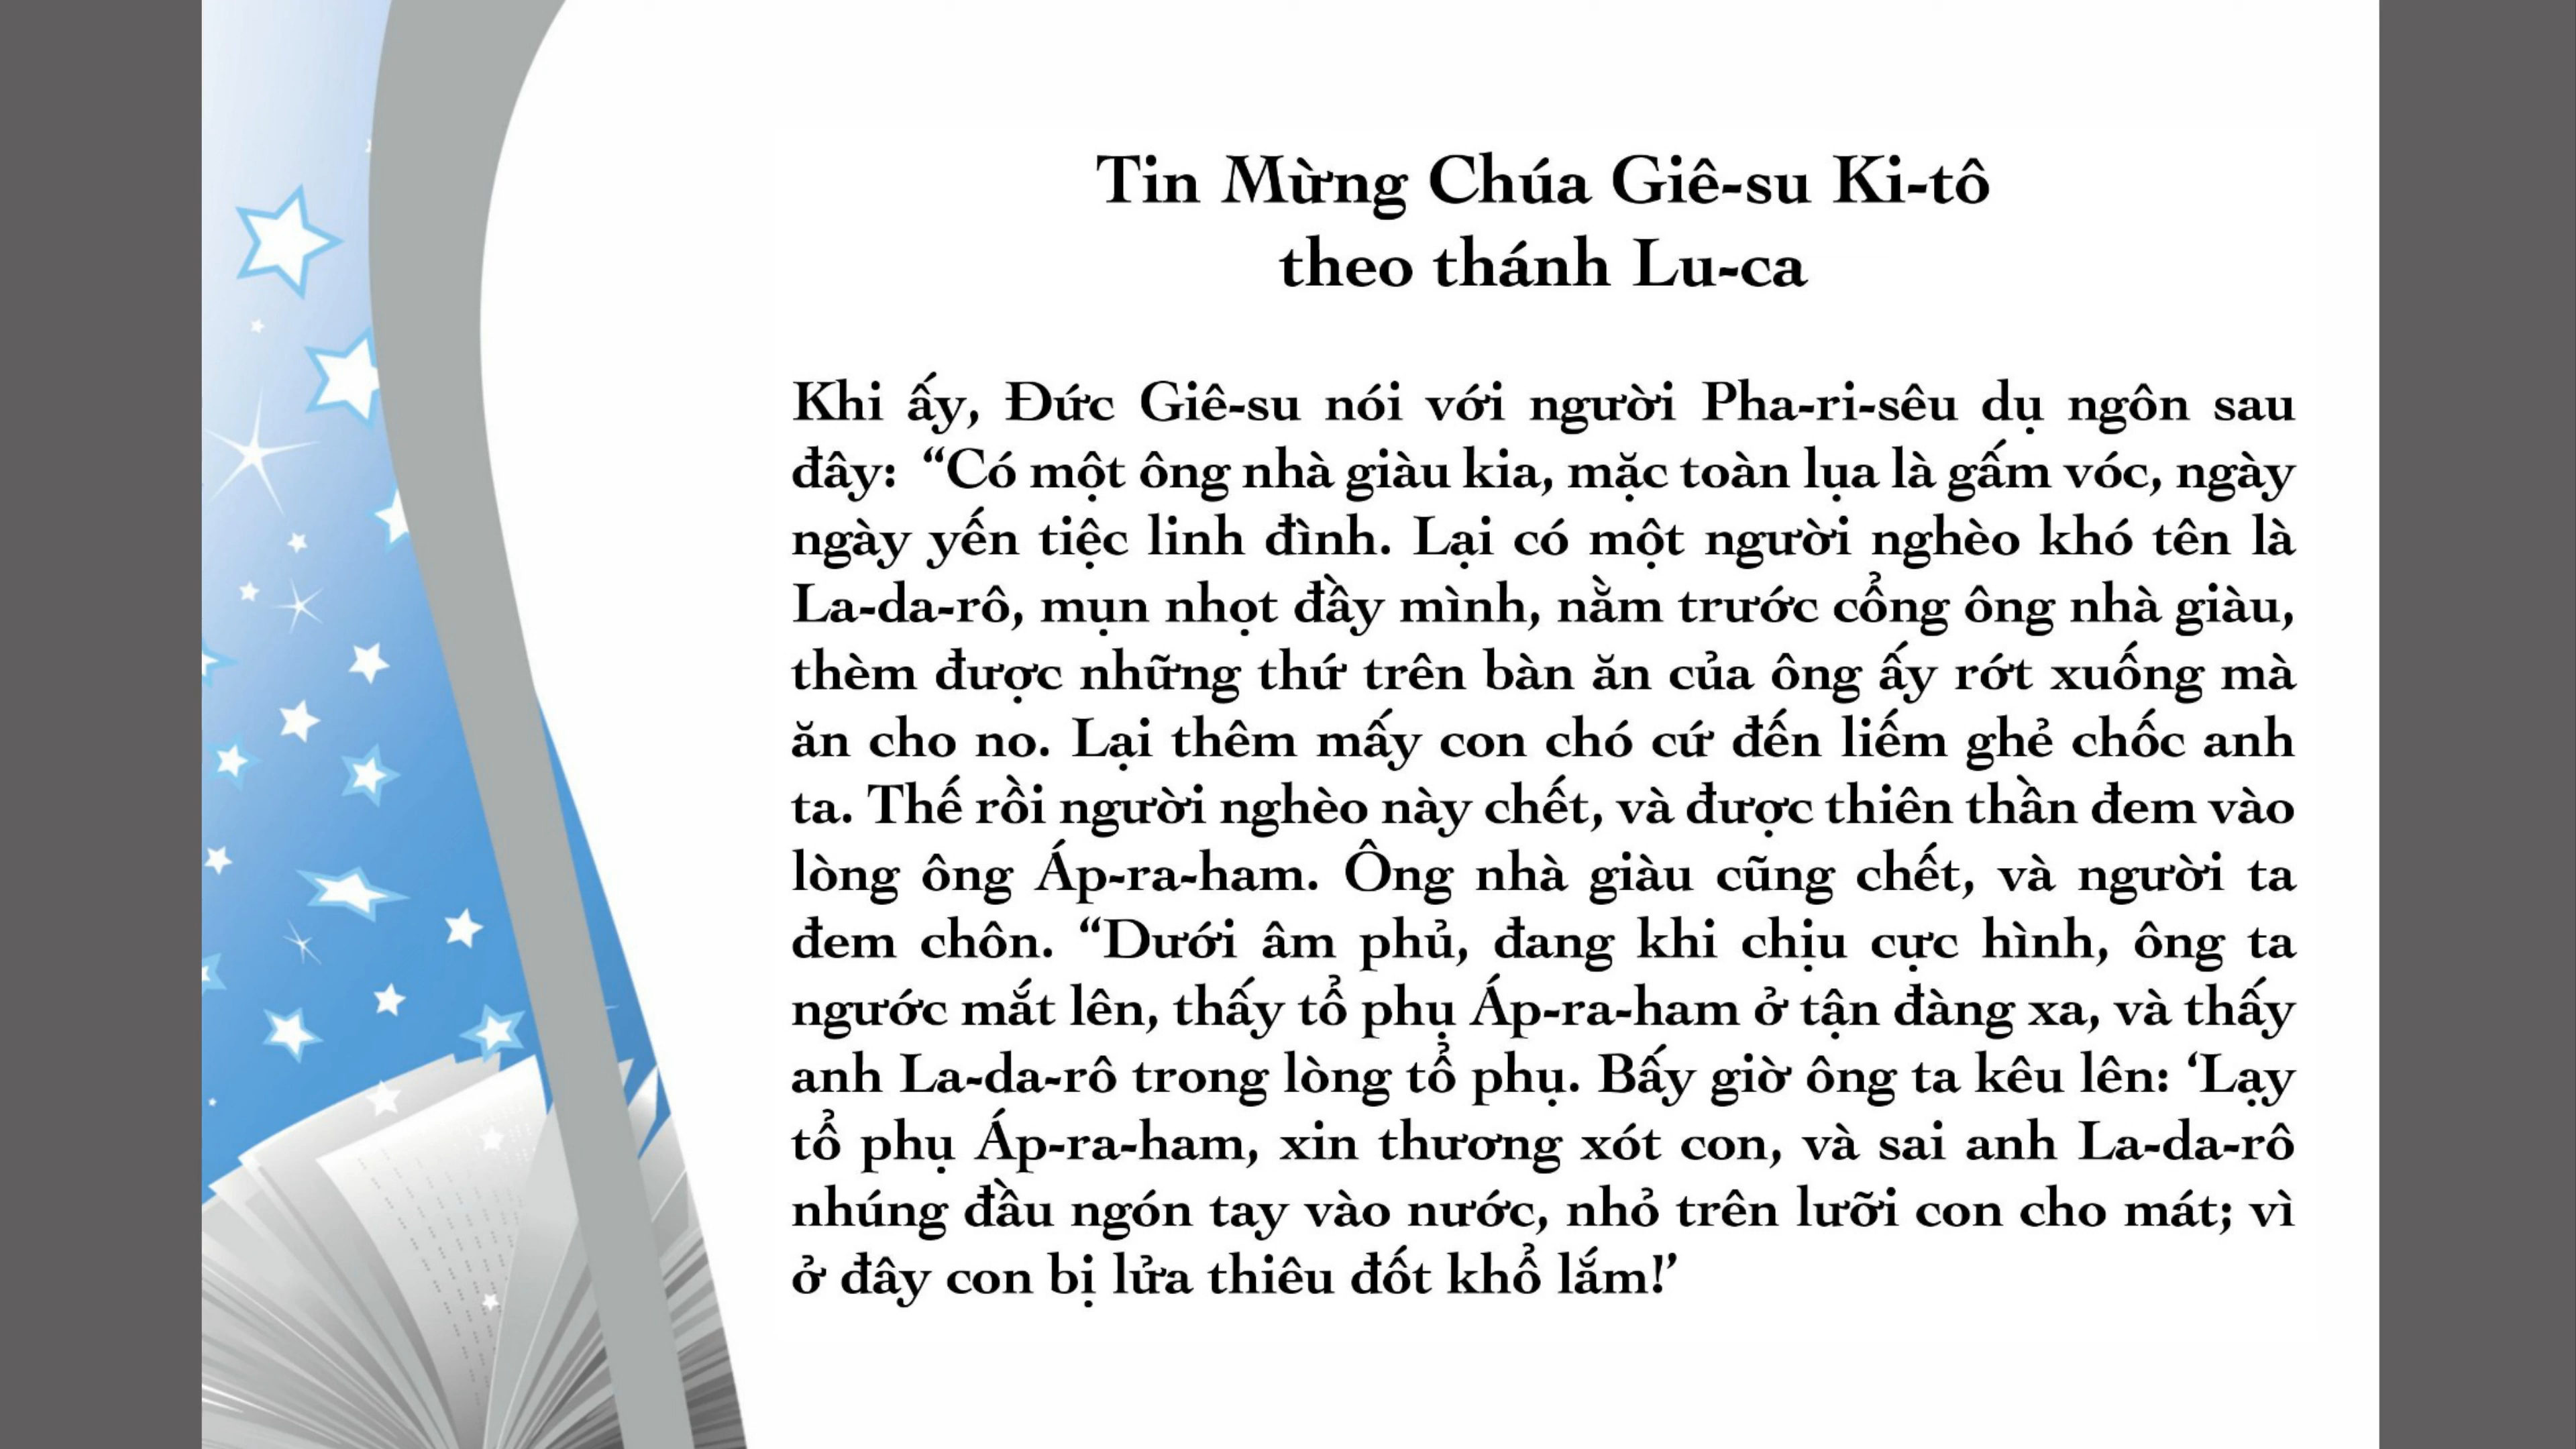 Tin Mừng Chúa Giê-su Ki-tô
theo thánh Lu-ca
Khi ấy, Đức Giê-su nói với người Pha-ri-sêu dụ ngôn sau
đây: “Có một ông nhà giàu kia, mặc toàn lụa là gấm vóc, ngày
ngày yến tiệc linh đình. Lại có một người nghèo khó tên là
La-da-rô, mụn nhọt đầy mình, nằm trước cổng ông nhà giàu,
thèm được những thứ trên bàn ăn của ông ấy rớt xuống mà
ăn cho no. Lại thêm mấy con chó cứ đến liếm ghẻ chốc anh
ta. Thế rồi người nghèo này chết, và được thiên thần đem vào
lòng ông Áp-ra-ham. Ông nhà giàu cũng chết, và người ta
đem chôn. “Dưới âm phủ, đang khi chịu cực hình, ông ta
ngước mắt lên, thấy tổ phụ Áp-ra-ham ở tận đàng xa, và thấy
anh La-da-rô trong lòng tổ phụ. Bấy giờ ông ta kêu lên: ‘Lạy
tổ phụ Áp-ra-ham, xin thương xót con, và sai anh La-da-rô
nhúng đầu ngón tay vào nước, nhỏ trên lưỡi con cho mát; vì
ở đây con bị lửa thiêu đốt khổ lắm!’